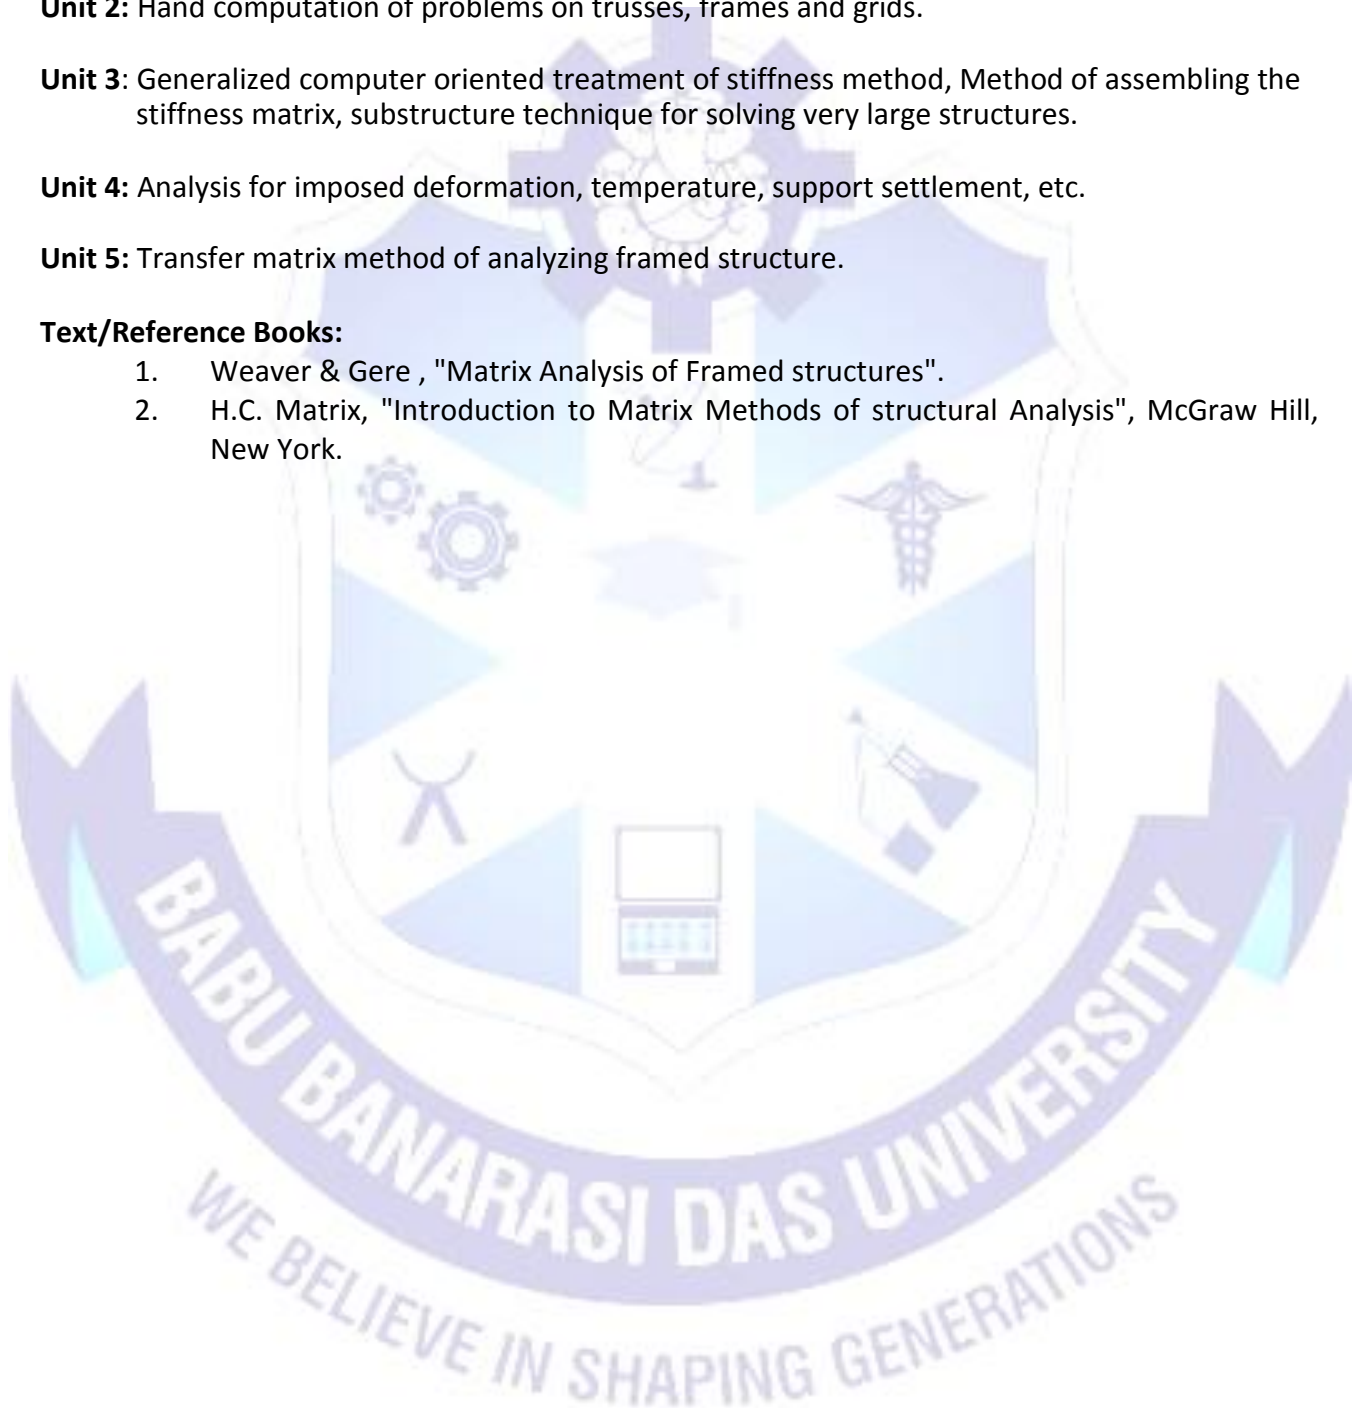 Unit 2: Hand computation of problems on trusses, frames and grids.
Unit 3: Generalized computer oriented treatment of stiffness method, Method of assembling the
stiffness matrix, substructure technique for solving very large structures.
Unit 4: Analysis for imposed deformation, temperature, support settlement, etc.
Unit 5: Transfer matrix method of analyzing framed structure.
Text/Reference Books:
1. Weaver & Gere , "Matrix Analysis of Framed structures".
2. H.C. Matrix, "Introduction to Matrix Methods of structural Analysis", McGraw Hill,
New York.
BABU BANARASI DAS UNIVERSITY
WE BELIEVE IN SHAPING GENERATIONS